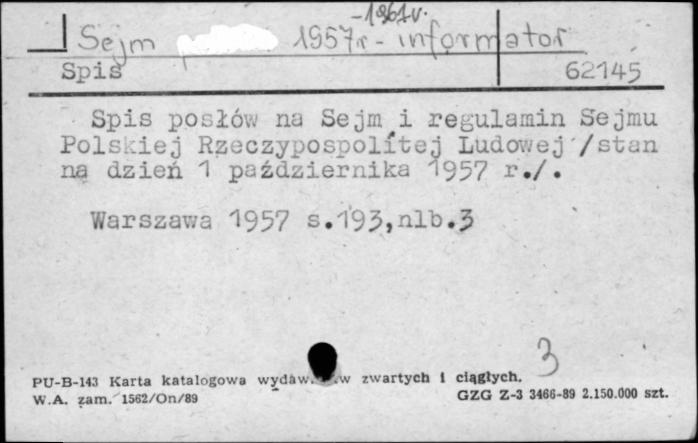 -1961r.
Sejm 1957r - informator
Spis 62145
Spis posłów na Sejm i regulamin Sejmu
Polskiej Rzeczypospolitej Ludowej /stan
na dzień 1 października 1957 r./.
Warszawa 1957 s.193,nlb.3
3
PU-B-143 Karta katalogowa zwartych i ciągłych.
W.A. zam. 1562/On/89 GZG Z-3 3466-89 2.150.000 szt.